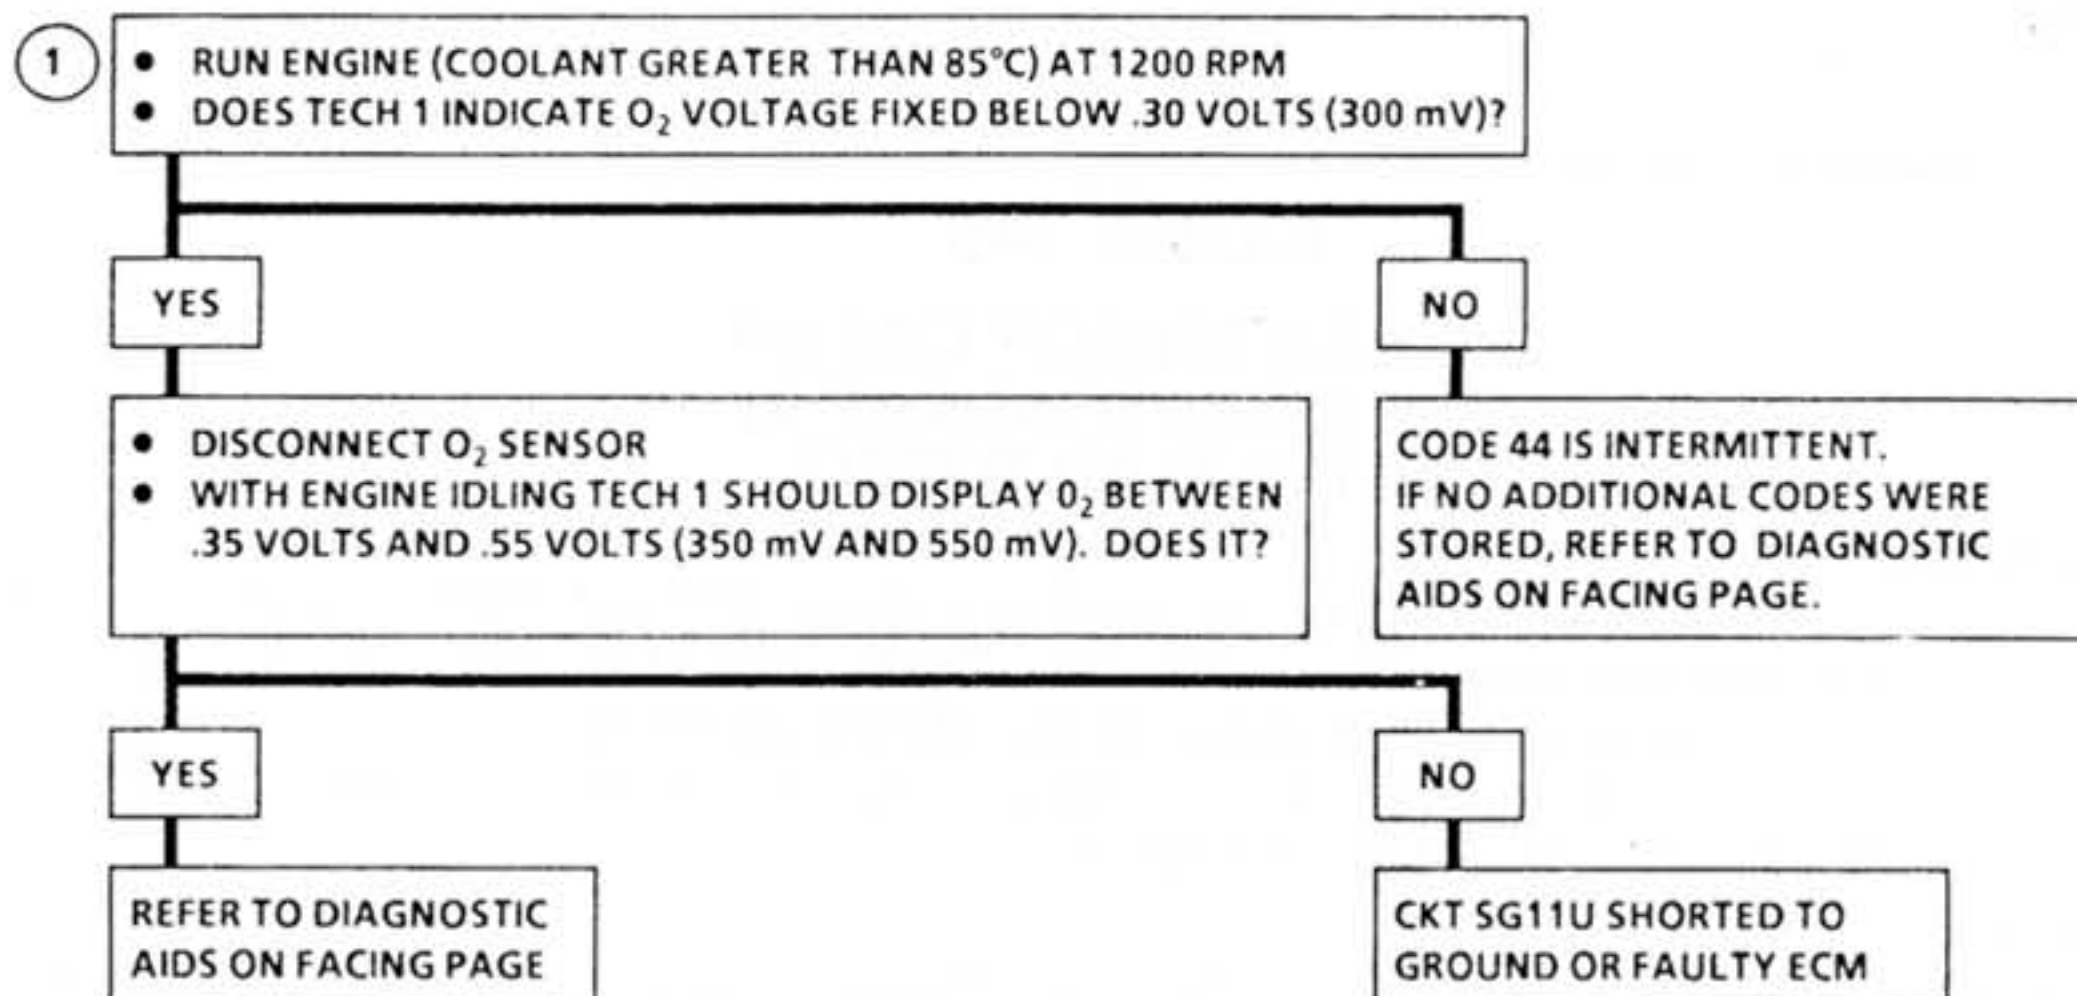 1
• RUN ENGINE (COOLANT GREATER THAN 85°C) AT 1200 RPM
• DOES TECH 1 INDICATE O₂ VOLTAGE FIXED BELOW .30 VOLTS (300 mV)?
YES
NO
• DISCONNECT O₂ SENSOR
• WITH ENGINE IDLING TECH 1 SHOULD DISPLAY 0₂ BETWEEN
.35 VOLTS AND .55 VOLTS (350 mV AND 550 mV). DOES IT?
CODE 44 IS INTERMITTENT.
IF NO ADDITIONAL CODES WERE
STORED, REFER TO DIAGNOSTIC
AIDS ON FACING PAGE.
YES
NO
REFER TO DIAGNOSTIC
AIDS ON FACING PAGE
CKT SG11U SHORTED TO
GROUND OR FAULTY ECM